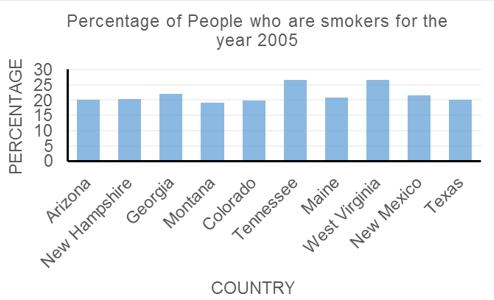 Percentage of People who are smokers for the
year 2005
PERCENTAGE
30
25
20
15
10
5
0
Arizona
New Hampshire
Georgia
Montana
Colorado
Tennessee
Maine
West Virginia
New Mexico
Texas
COUNTRY